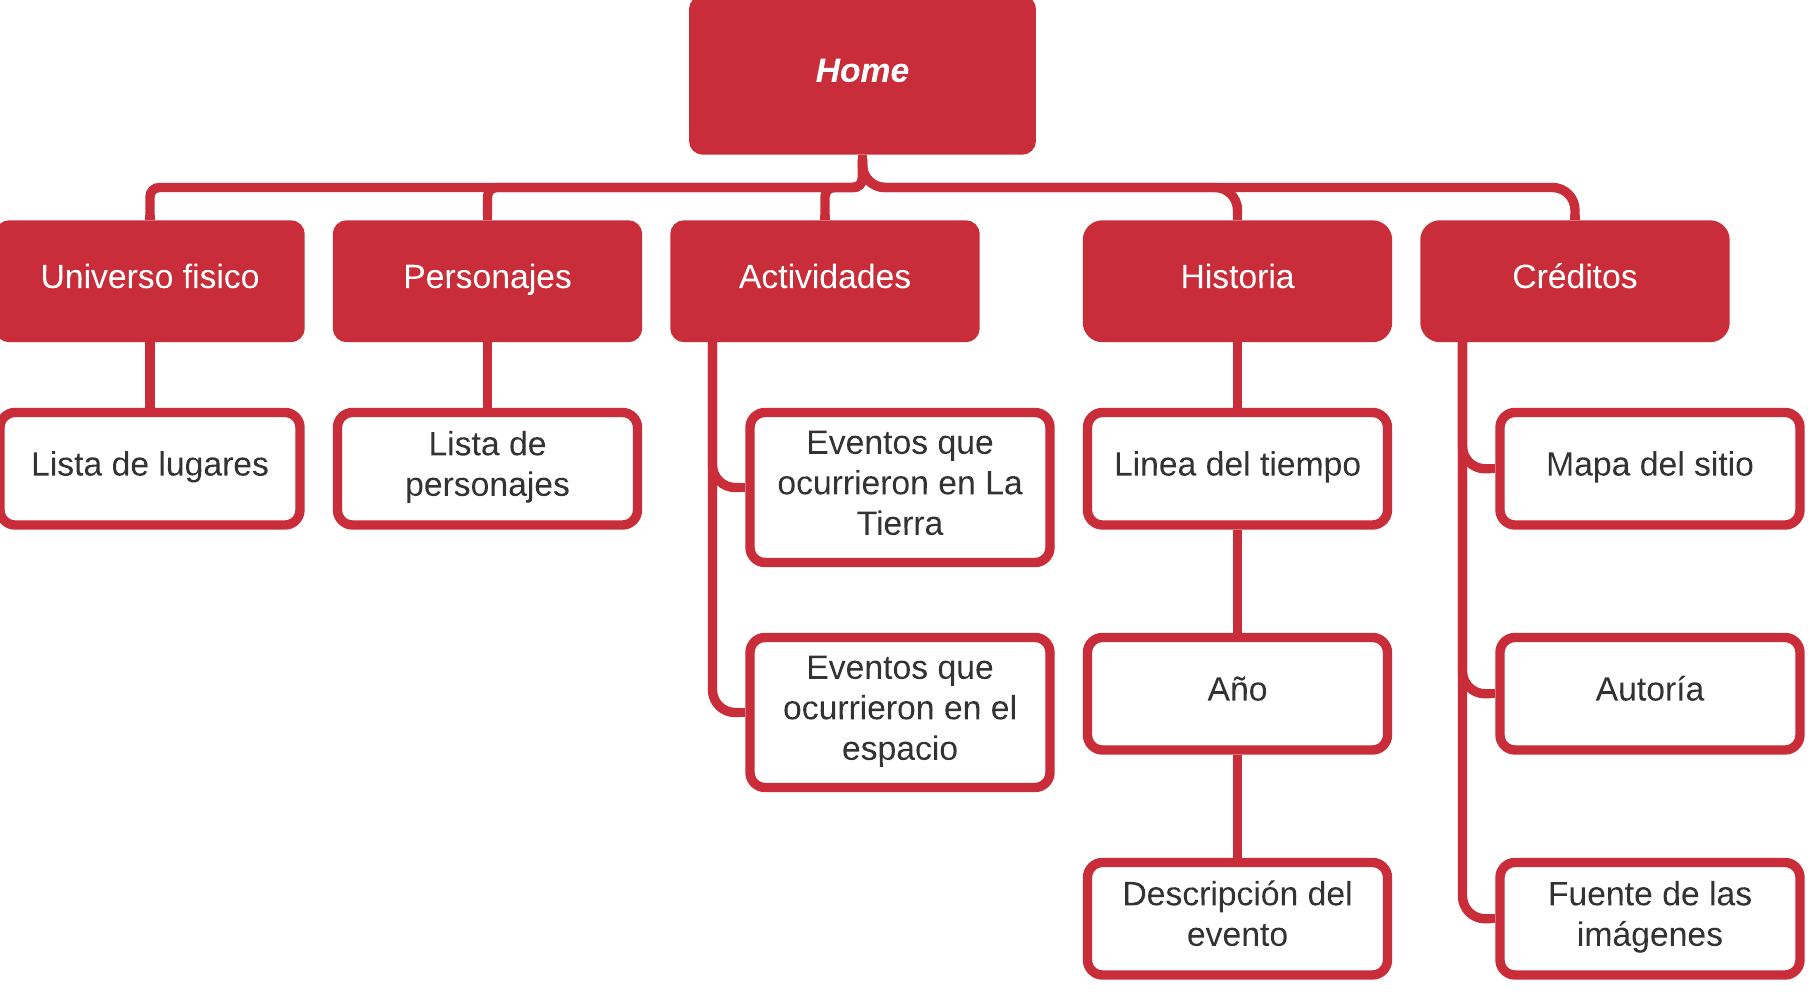 Home
Universo fisico
Personajes
Actividades
Historia
Créditos
Lista de lugares
Lista de
personajes
Eventos que
ocurrieron en La
Tierra
Linea del tiempo
Mapa del sitio
Eventos que
ocurrieron en el
espacio
Año
Autoría
Descripción del
evento
Fuente de las
imágenes